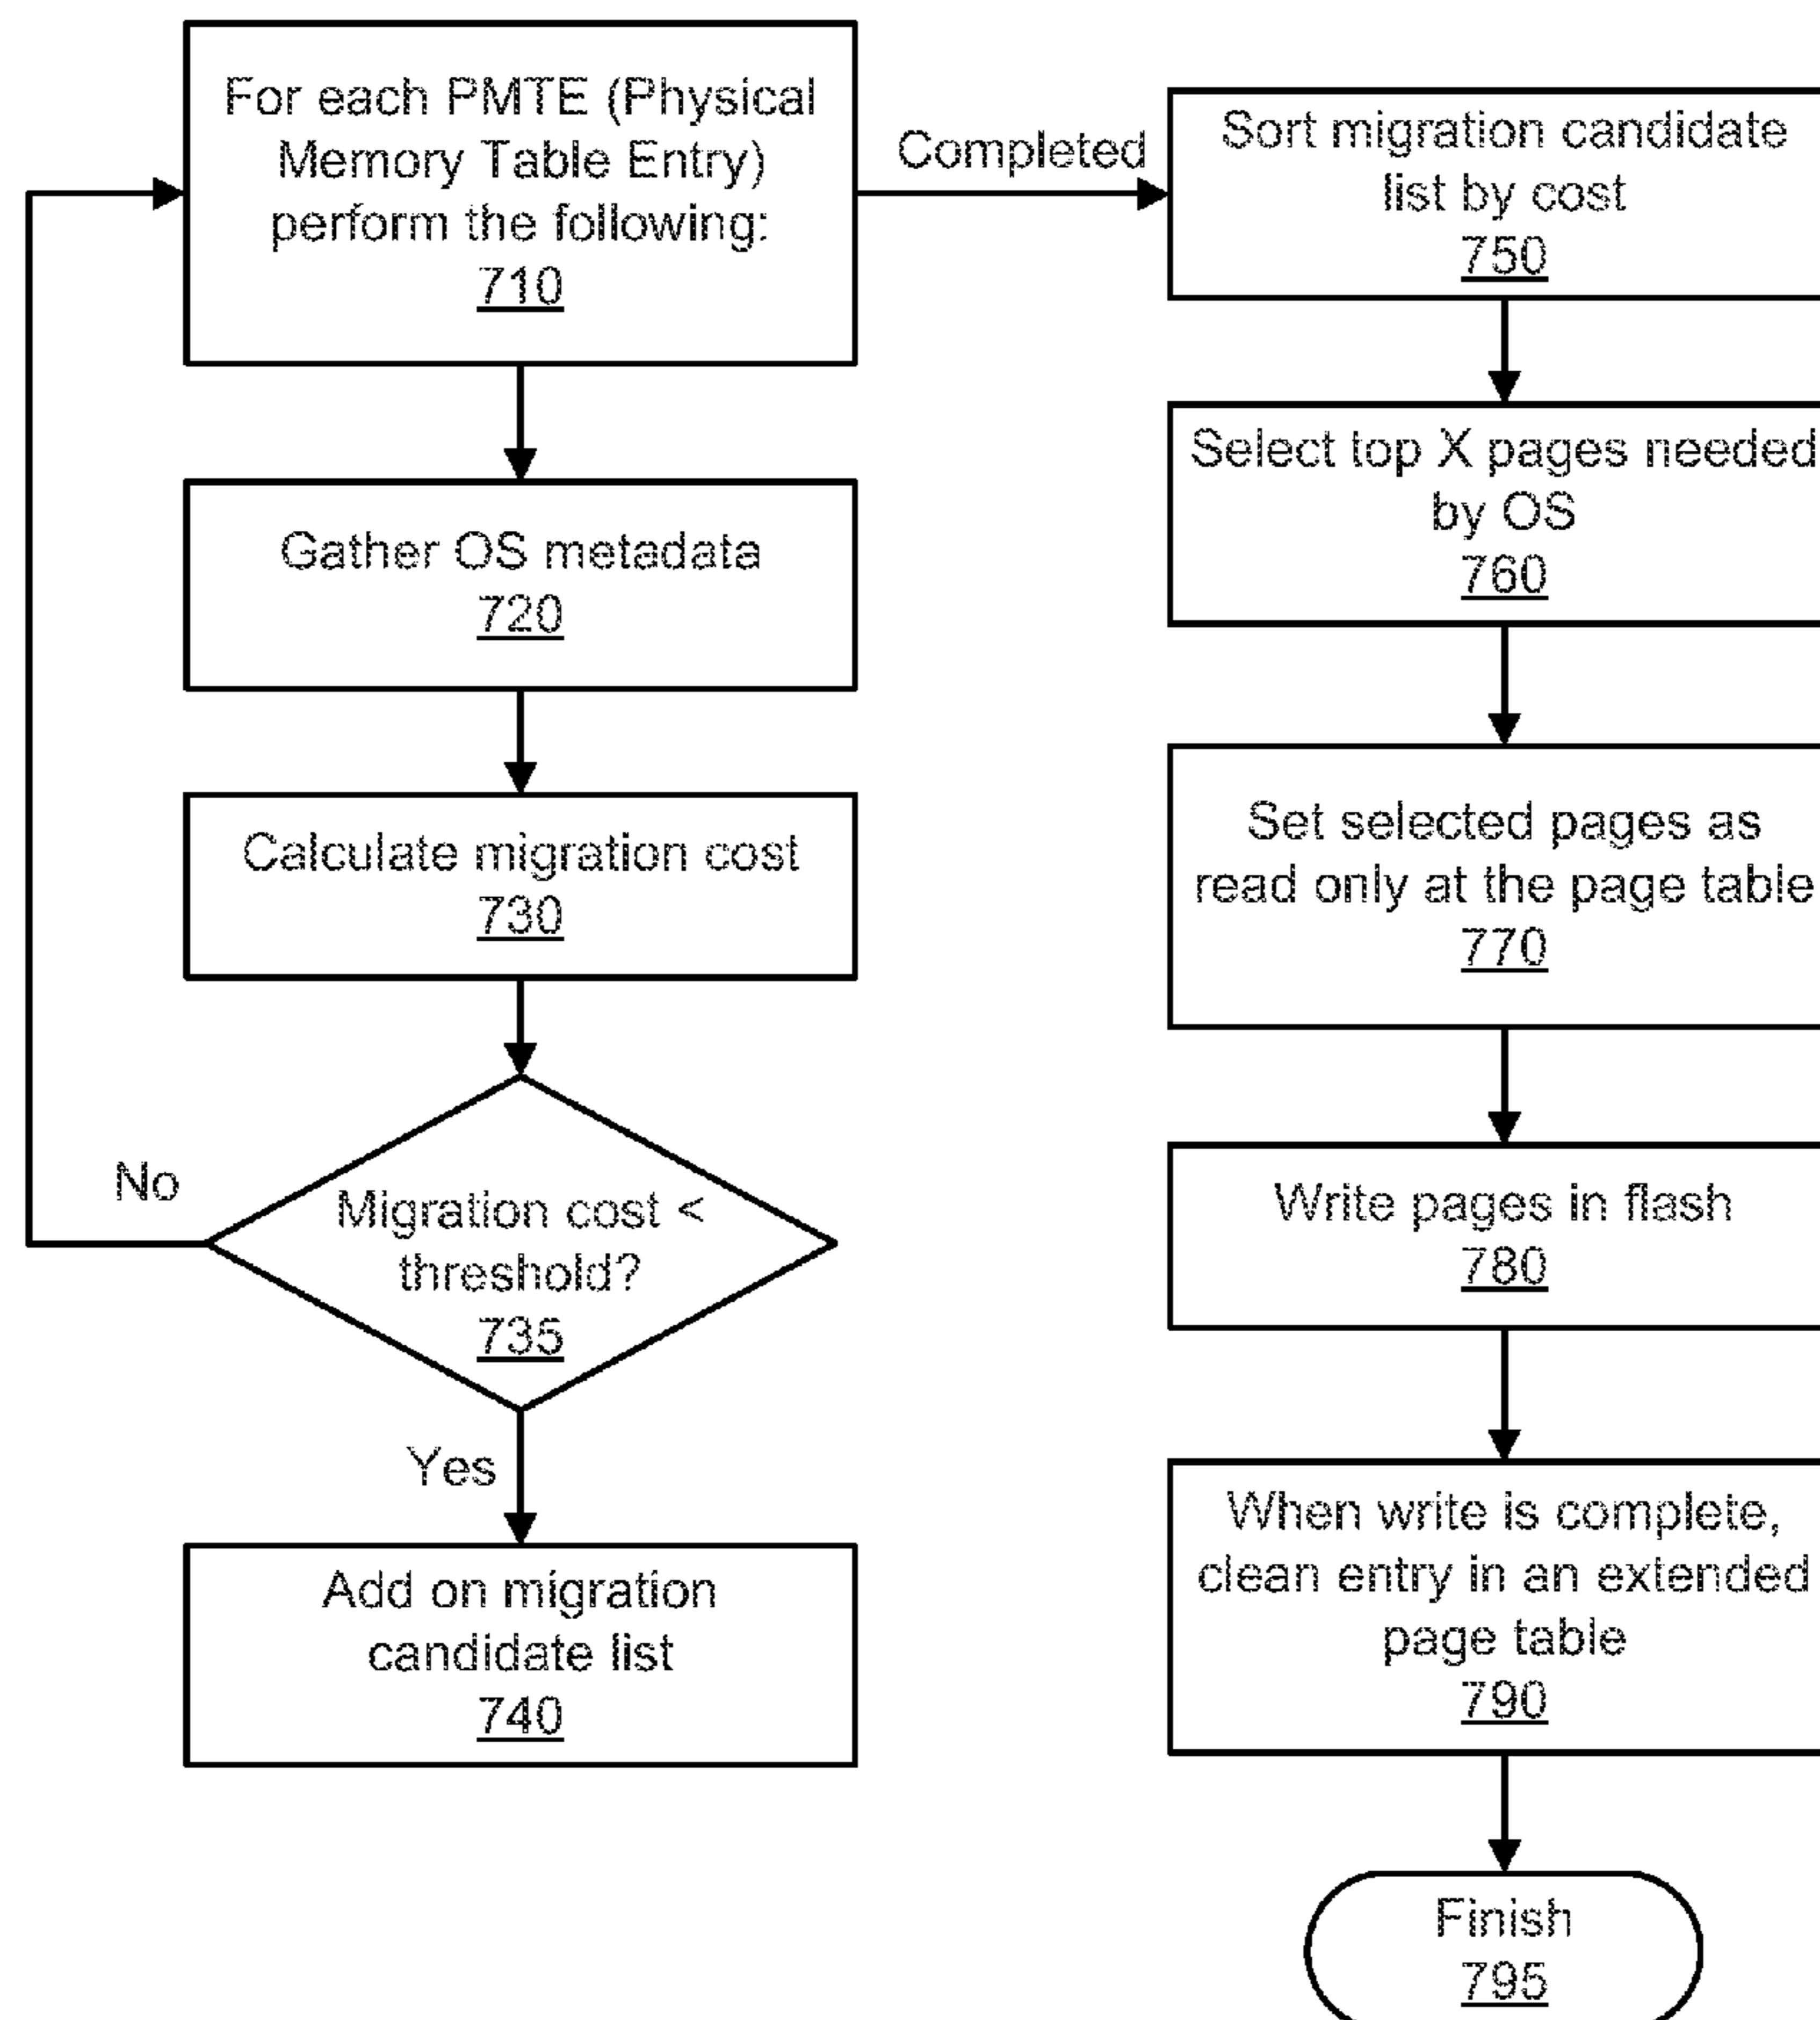 For each PMTE (Physical
Memory Table Entry)
perform the following:
710
Gather OS metadata
720
Calculate migration cost
730
No
Migration cost <
threshold?
735
Yes
Add on migration
candidate list
740
Completed
Sort migration candidate
list by cost
750
Select top X pages needed
by OS
760
Set selected pages as
read only at the page table
770
Write pages in flash
780
When write is complete,
clean entry in an extended
page table
790
Finish
795